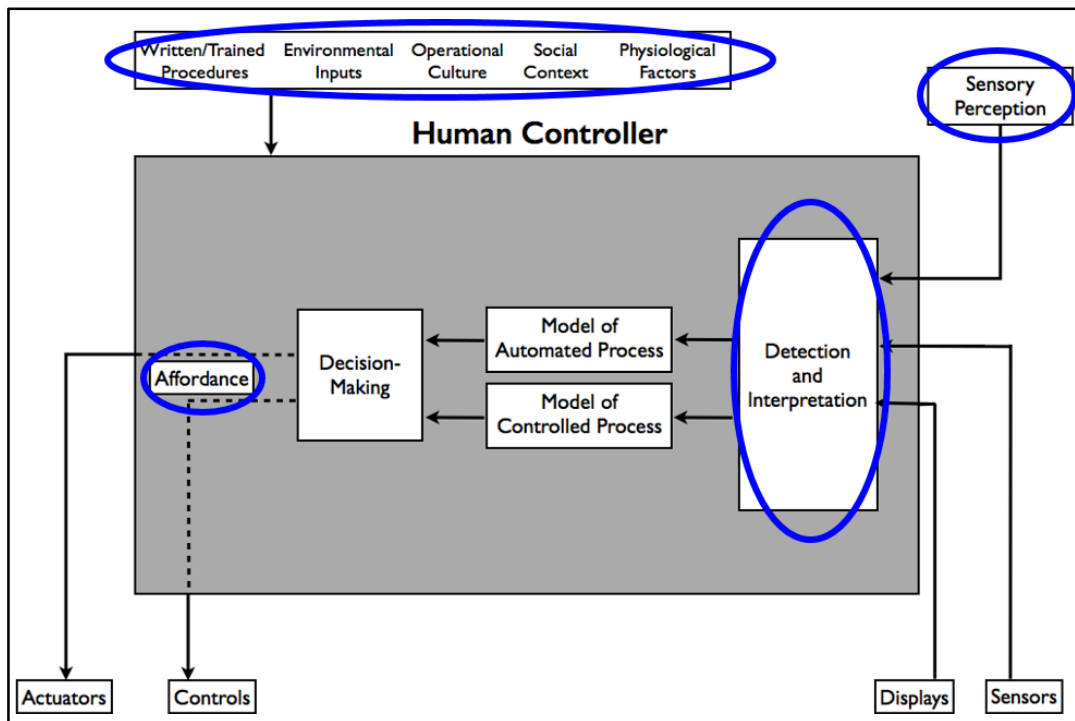 Written/Trained Procedures
Environmental Inputs
Operational Culture
Social Context
Physiological Factors
Sensory Perception
Human Controller
Affordance
Decision-
Making
Model of
Automated Process
Model of
Controlled Process
Detection
and
Interpretation
Actuators
Controls
Displays
Sensors